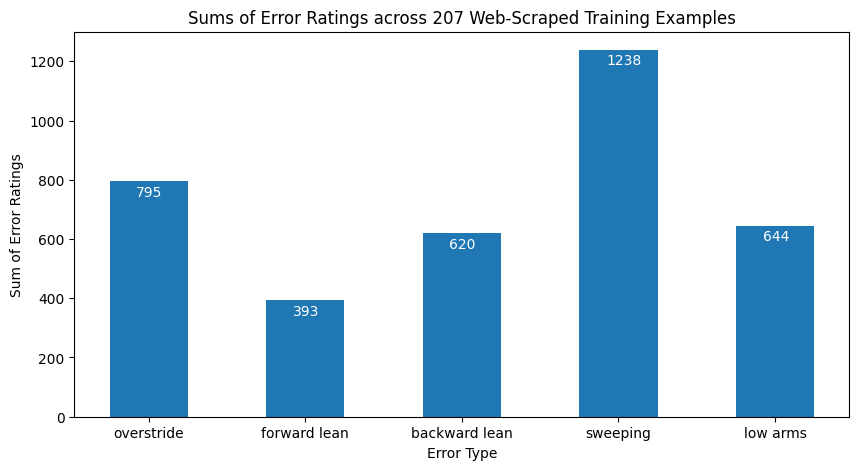 Sums of Error Ratings across 207 Web-Scraped Training Examples
Sum of Error Ratings
1200
1000
800
600
400
200
0
795
393
620
1238
644
overstride
forward lean
backward lean
sweeping
low arms
Error Type